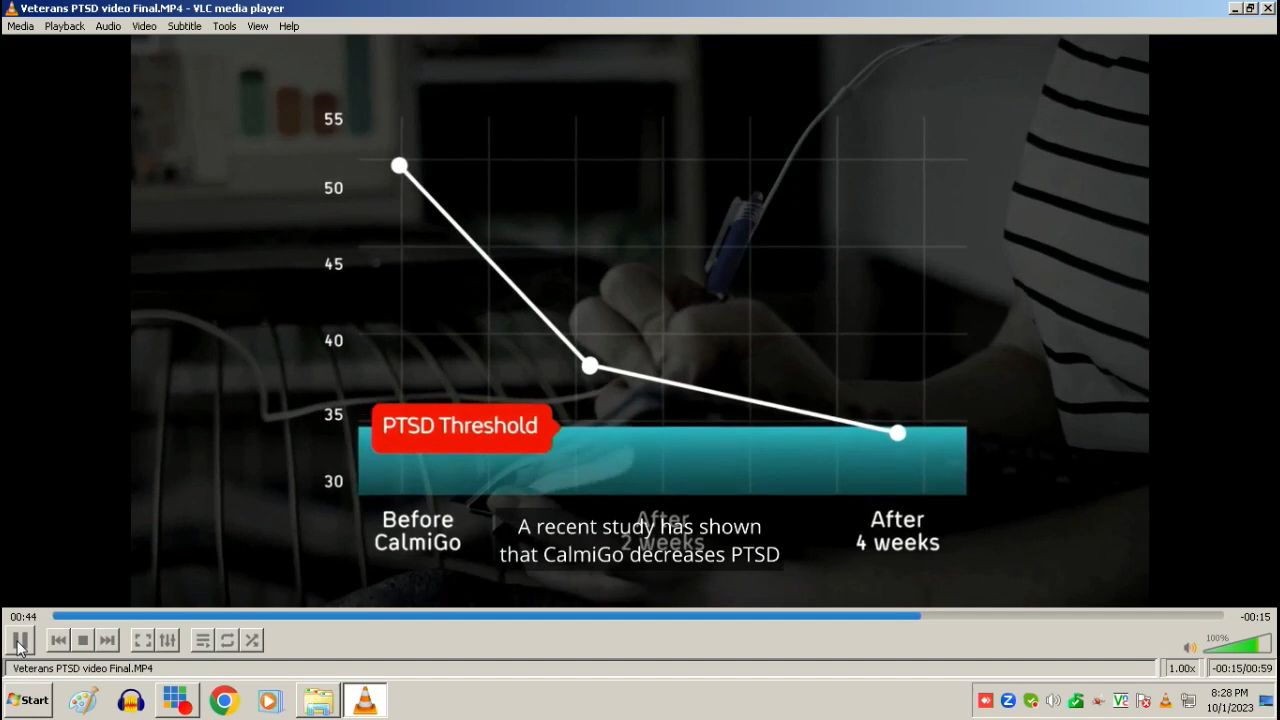 Veterans PTSD video Final.MP4 - VLC media player
Media Playback Audio Video Subtitle Tools View Help
55
50
45
40
35
30
PTSD Threshold
Before
CalmiGo
After
2 weeks
After
4 weeks
A recent study has shown
that CalmiGo decreases PTSD
00:44
-00:15
100%
Veterans PTSD video Final.MP4
1.00x
-00:15/00:59
Start
8:28 PM
10/1/2023